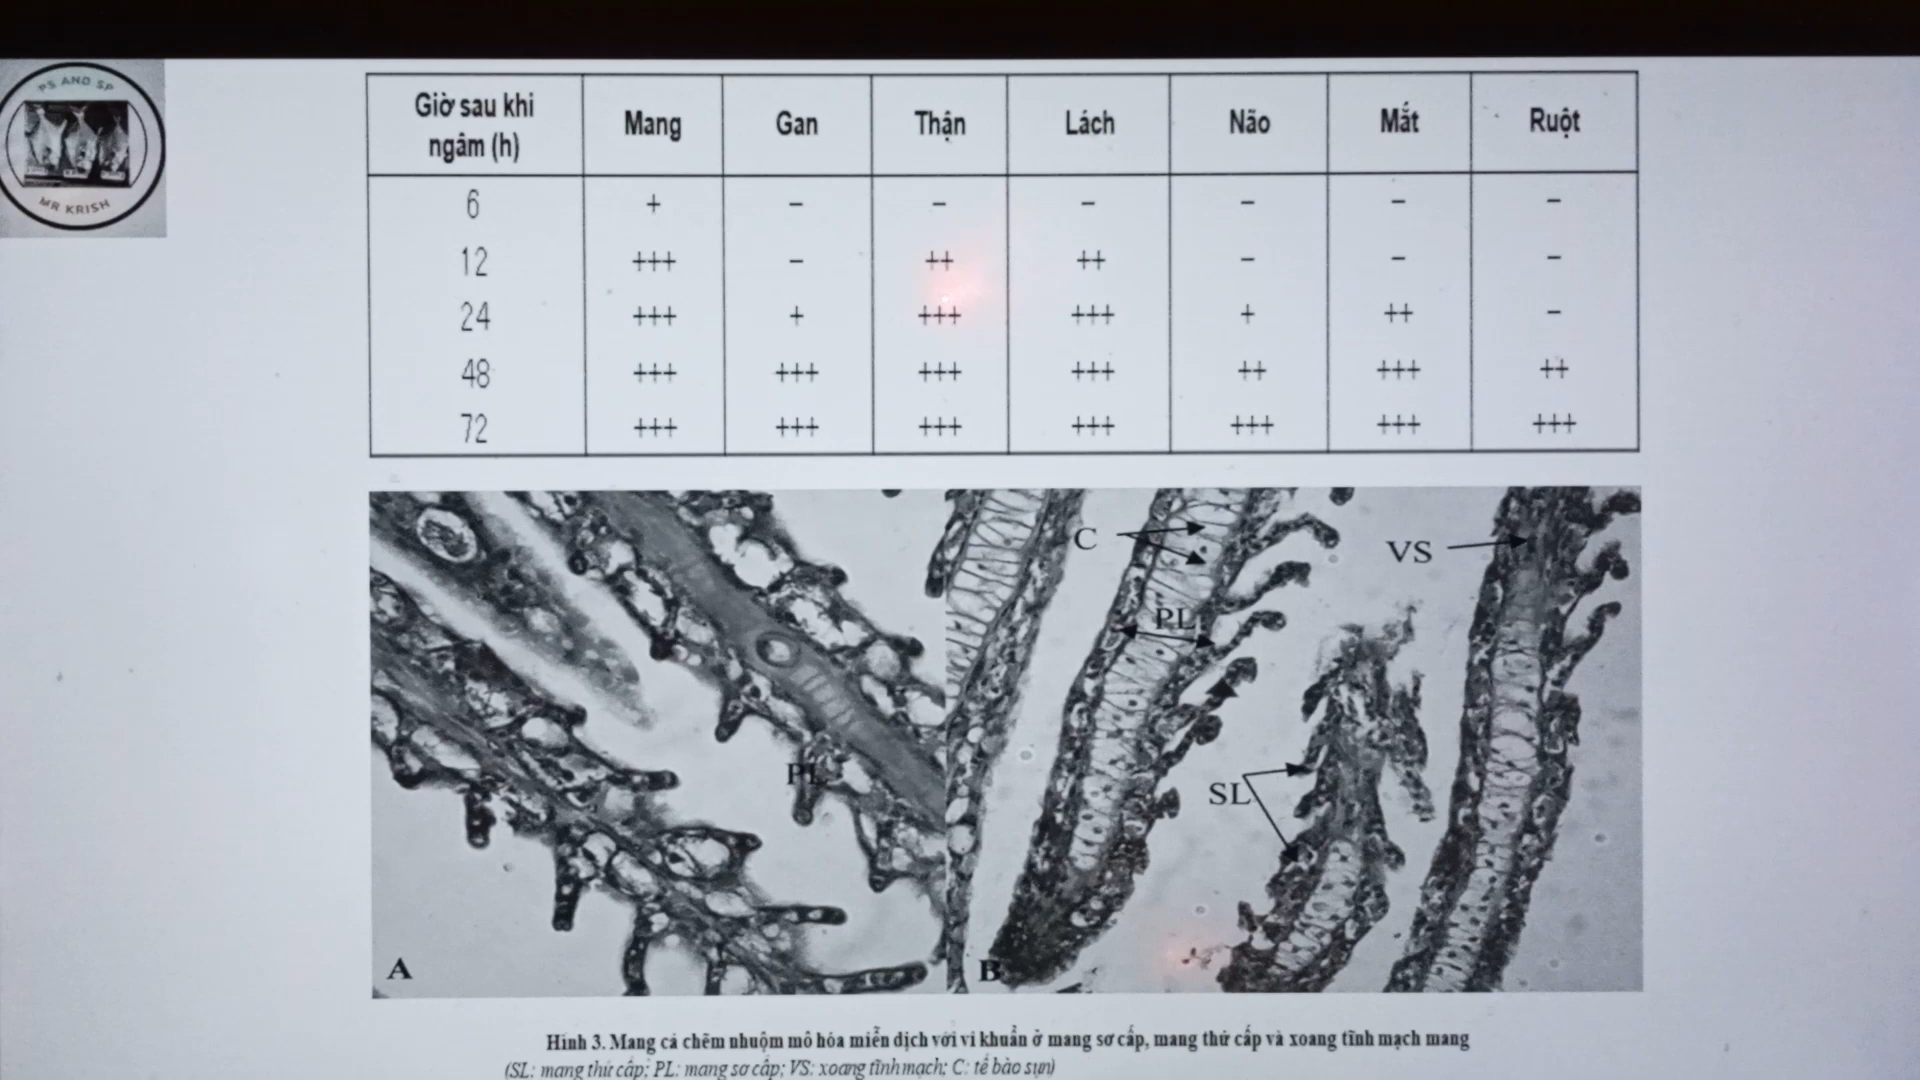 PS AND SP
MR KRISH
Giờ sau khi ngâm (h) Mang Gan Thận Lách Não Mắt Ruột
6 + – – – – – –
12 +++ – ++ ++ – – –
24 +++ + +++ +++ + ++ –
48 +++ +++ +++ +++ ++ +++ ++
72 +++ +++ +++ +++ +++ +++ +++
C
VS
PL
PL
SL
A
B
Hình 3. Mang cá chẽm nhuộm mô hóa miễn dịch với vi khuẩn ở mang sơ cấp, mang thứ cấp và xoang tĩnh mạch mang
(SL: mang thứ cấp; PL: mang sơ cấp; VS: xoang tĩnh mạch; C: tế bào sụn)